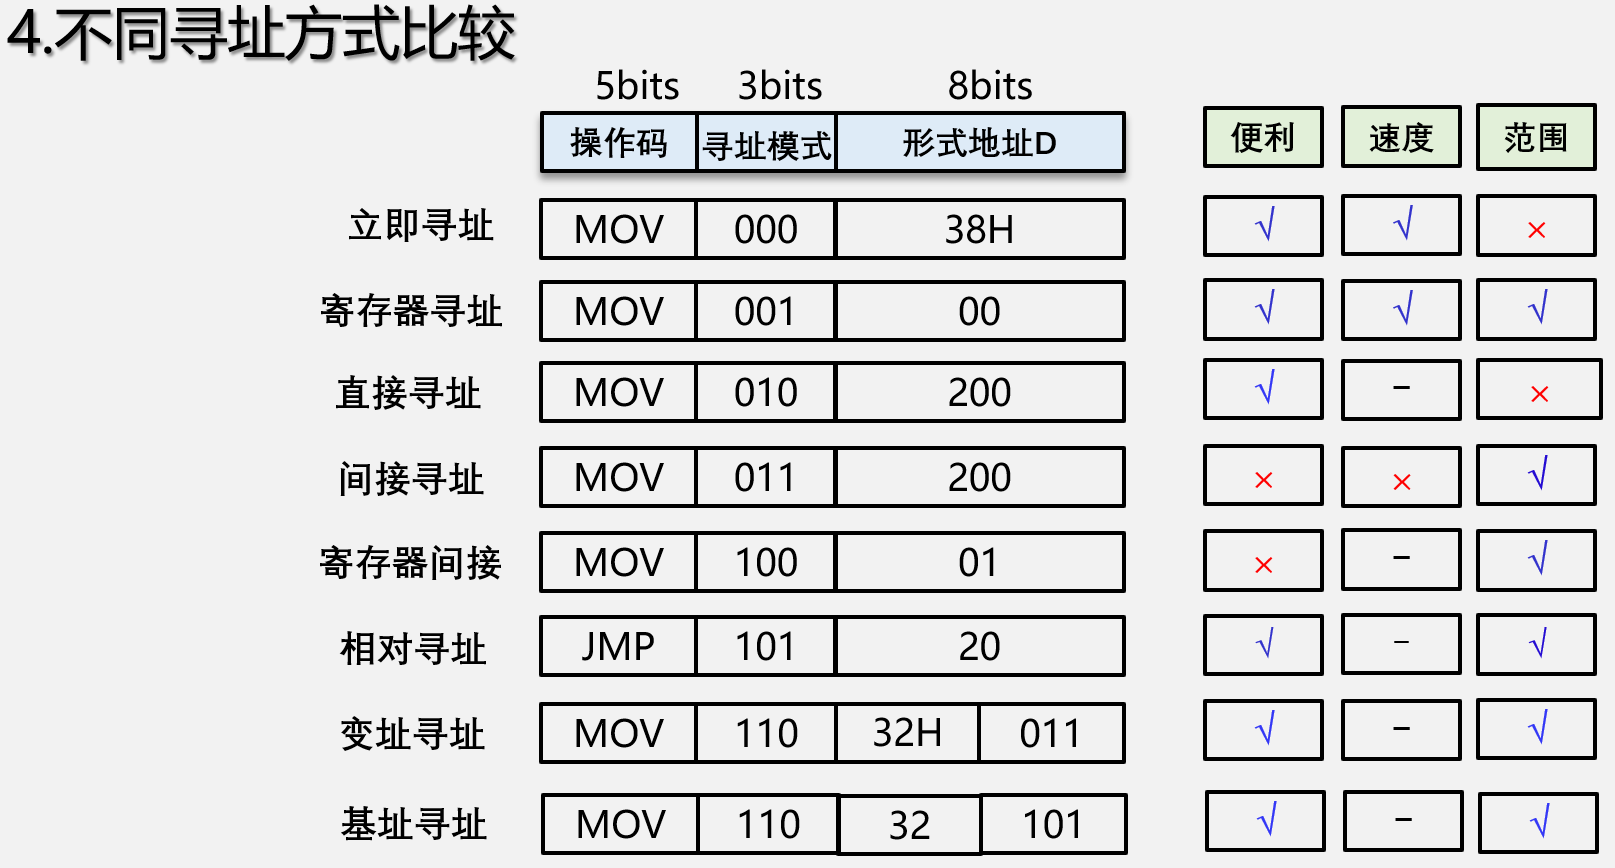 4.不同寻址方式比较
5bits 3bits 8bits
操作码 寻址模式 形式地址D 便利 速度 范围
立即寻址 MOV 000 38H √ √ ×
寄存器寻址 MOV 001 00 √ √ √
直接寻址 MOV 010 200 √ - ×
间接寻址 MOV 011 200 × × √
寄存器间接 MOV 100 01 × - √
相对寻址 JMP 101 20 √ - √
变址寻址 MOV 110 32H 011 √ - √
基址寻址 MOV 110 32 101 √ - √